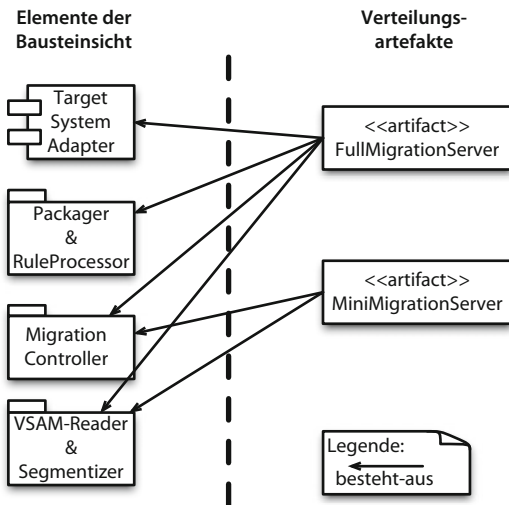 Elemente der
Bausteinsicht
Verteilungs-
artefakte
Target
System
Adapter
<<artifact>>
FullMigrationServer
Packager
&
RuleProcessor
<<artifact>>
MiniMigrationServer
Migration
Controller
VSAM-Reader
&
Segmentizer
Legende:
besteht-aus